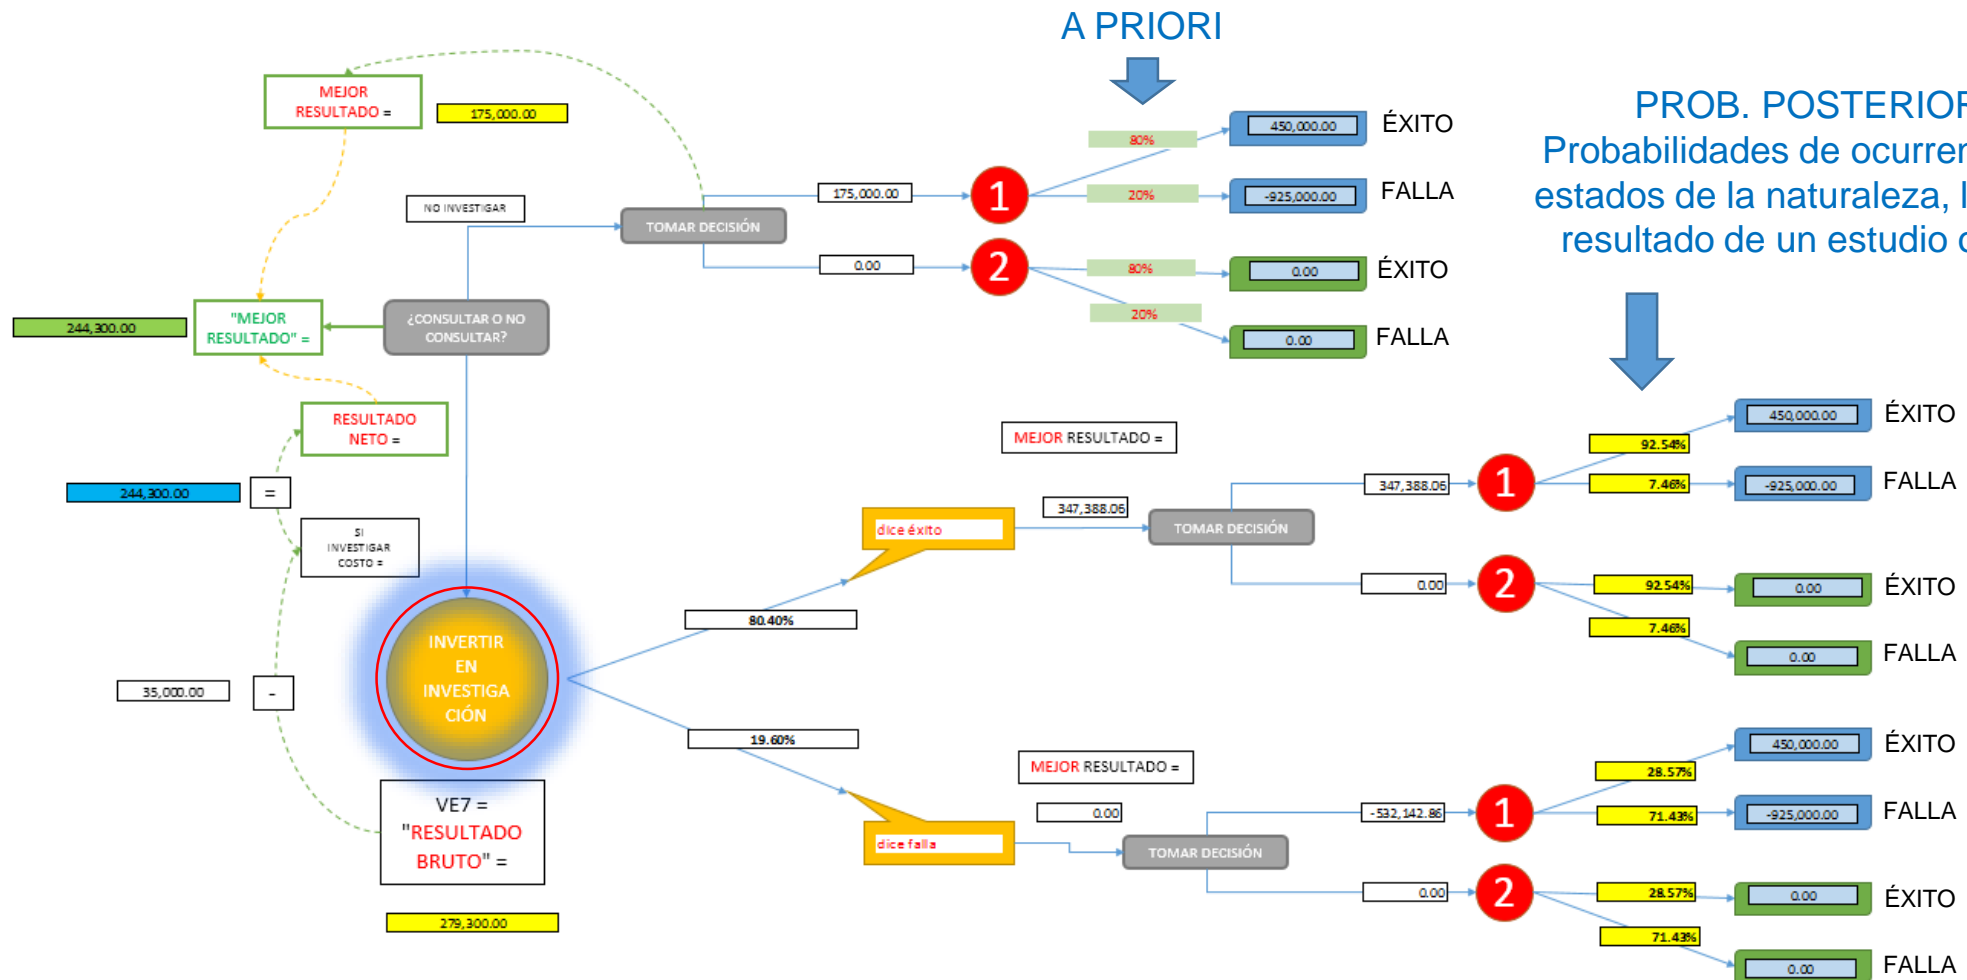 A PRIORI
MEJOR
RESULTADO =
175,000.00
NO INVESTIGAR
TOMAR DECISIÓN
175,000.00
1
80%
20%
450,000.00
ÉXITO
-925,000.00
FALLA
0.00
2
80%
20%
0.00
ÉXITO
0.00
FALLA
PROB. POSTERIOR
Probabilidades de
estados de la naturaleza,
resultado de un estudio
244,300.00
"MEJOR
RESULTADO" =
¿CONSULTAR O NO
CONSULTAR?
RESULTADO
NETO =
244,300.00
=
SI
INVESTIGAR
COSTO =
35,000.00
-
INVERTIR
EN
INVESTIGA
CIÓN
VE7 =
"RESULTADO
BRUTO" =
279,300.00
80.40%
dice éxito
MEJOR RESULTADO =
347,388.06
TOMAR DECISIÓN
347,388.06
1
92.54%
7.46%
450,000.00
ÉXITO
-925,000.00
FALLA
0.00
2
92.54%
7.46%
0.00
ÉXITO
0.00
FALLA
19.60%
dice falla
MEJOR RESULTADO =
0.00
TOMAR DECISIÓN
-532,142.86
1
28.57%
71.43%
450,000.00
ÉXITO
-925,000.00
FALLA
0.00
2
28.57%
71.43%
0.00
ÉXITO
0.00
FALLA